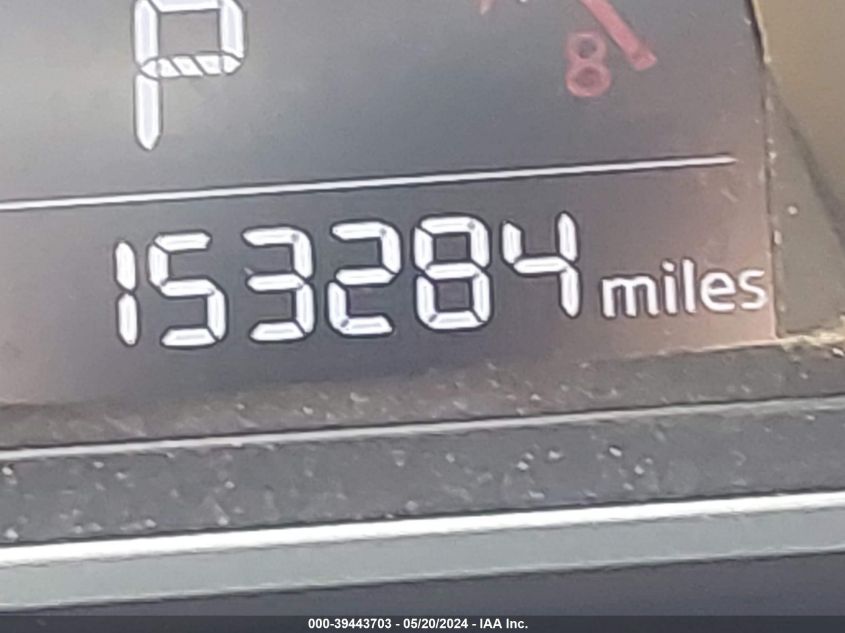 P
8
153284 miles
000-39443703 - 05/20/2024 - IAA Inc.